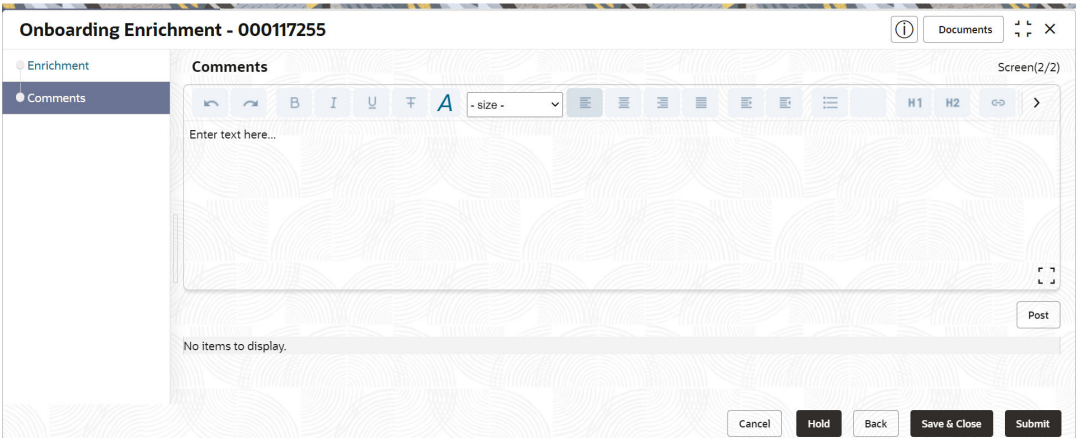 Onboarding Enrichment - 000117255
Documents
Enrichment
Comments
Comments
Screen(2/2)
B I U T A - size - H1 H2
Enter text here...
Post
No items to display.
Cancel Hold Back Save & Close Submit